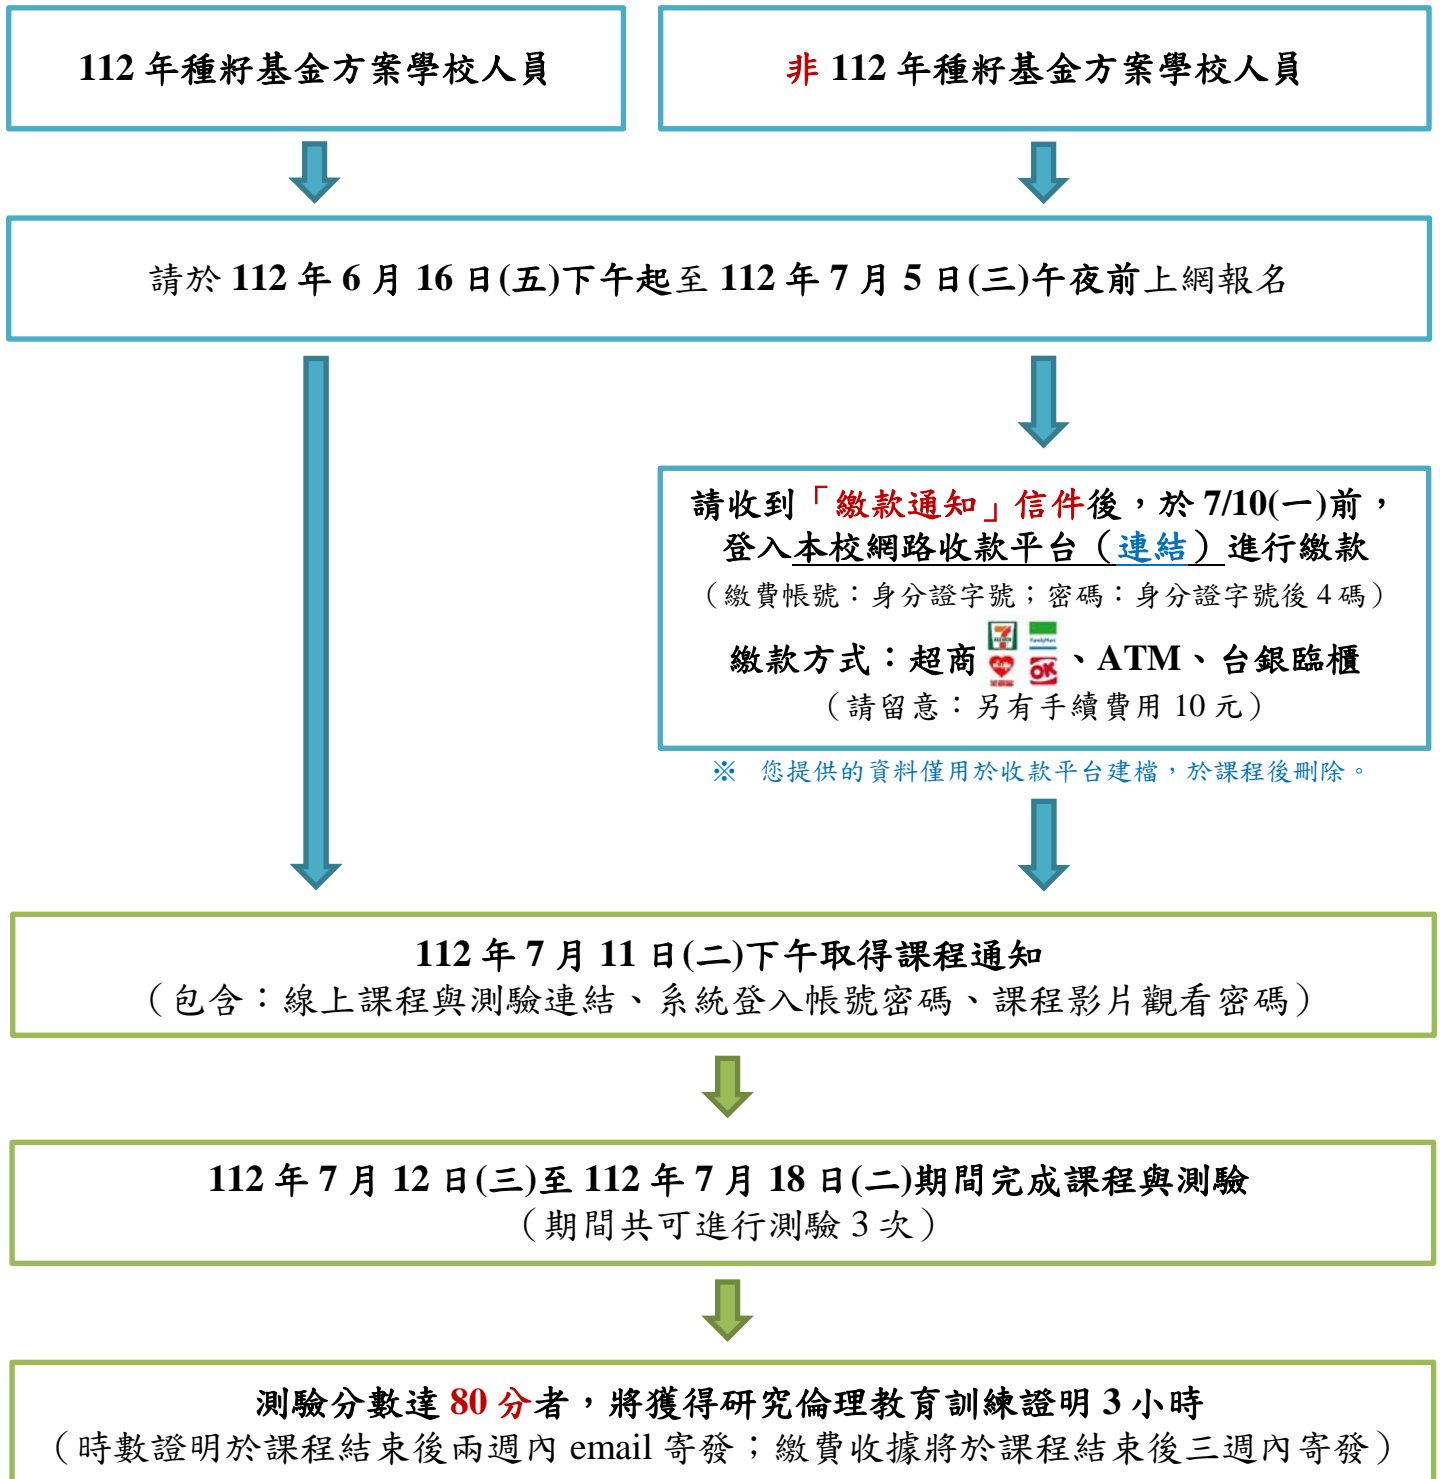 112 年種籽基金方案學校人員
非 112 年種籽基金方案學校人員
請於 112 年 6 月 16 日(五)下午起至 112 年 7 月 5 日(三)午夜前上網報名
請收到「繳款通知」信件後，於 7/10(一)前，
登入本校網路收款平台（連結）進行繳款
（繳費帳號：身分證字號；密碼：身分證字號後 4 碼）
繳款方式：超商 、ATM、台銀臨櫃
FamilyMart
OK
（請留意：另有手續費用 10 元）
※ 您提供的資料僅用於收款平台建檔，於課程後刪除。
112 年 7 月 11 日(二)下午取得課程通知
（包含：線上課程與測驗連結、系統登入帳號密碼、課程影片觀看密碼）
112 年 7 月 12 日(三)至 112 年 7 月 18 日(二)期間完成課程與測驗
（期間共可進行測驗 3 次）
測驗分數達 80 分者，將獲得研究倫理教育訓練證明 3 小時
（時數證明於課程結束後兩週內 email 寄發；繳費收據將於課程結束後三週內寄發）